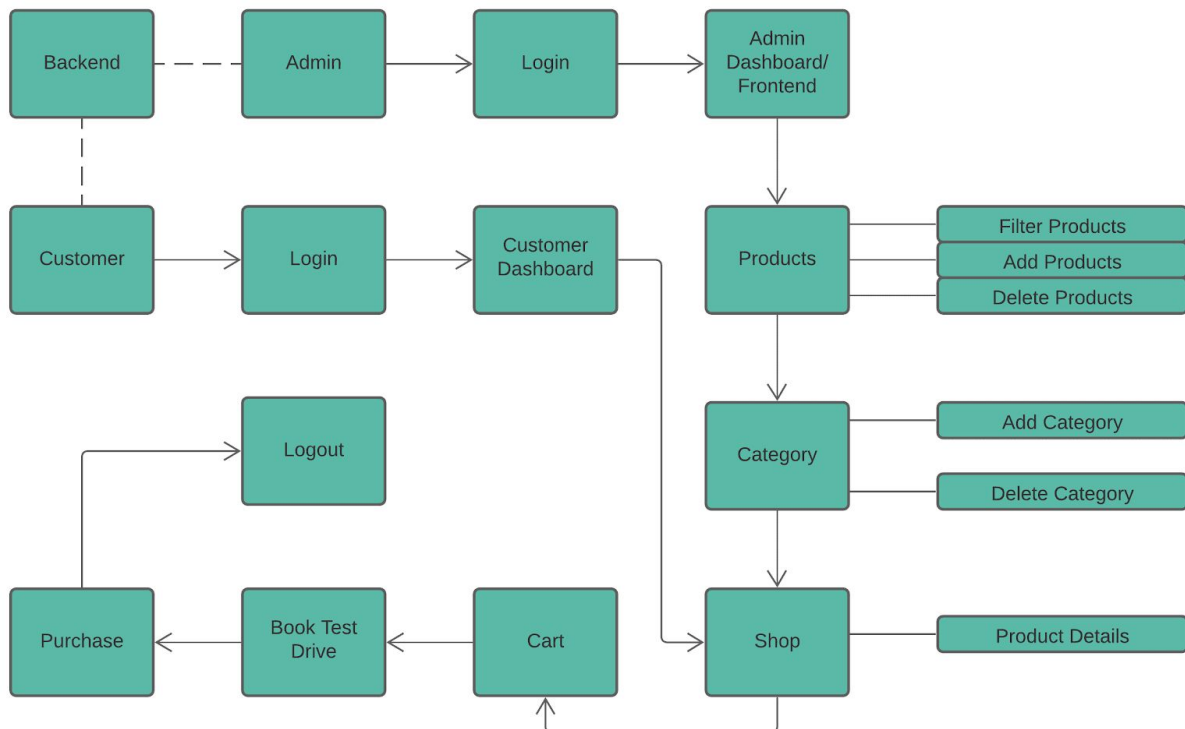 Backend
Admin
Login
Admin
Dashboard/
Frontend
Customer
Login
Customer
Dashboard
Products
Filter Products
Add Products
Delete Products
Logout
Category
Add Category
Delete Category
Purchase
Book Test
Drive
Cart
Shop
Product Details